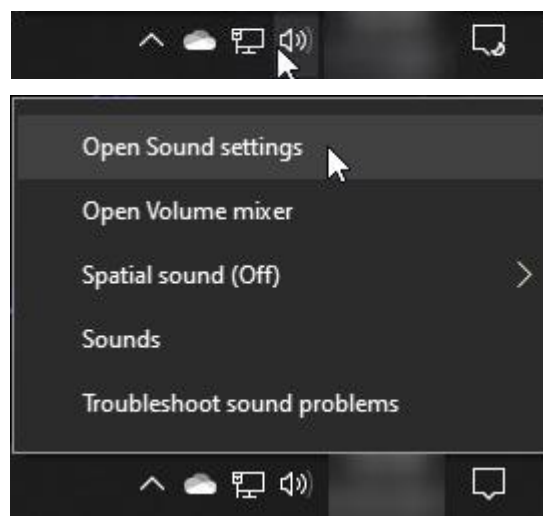 Open Sound settings
Open Volume mixer
Spatial sound (Off)
Sounds
Troubleshoot sound problems